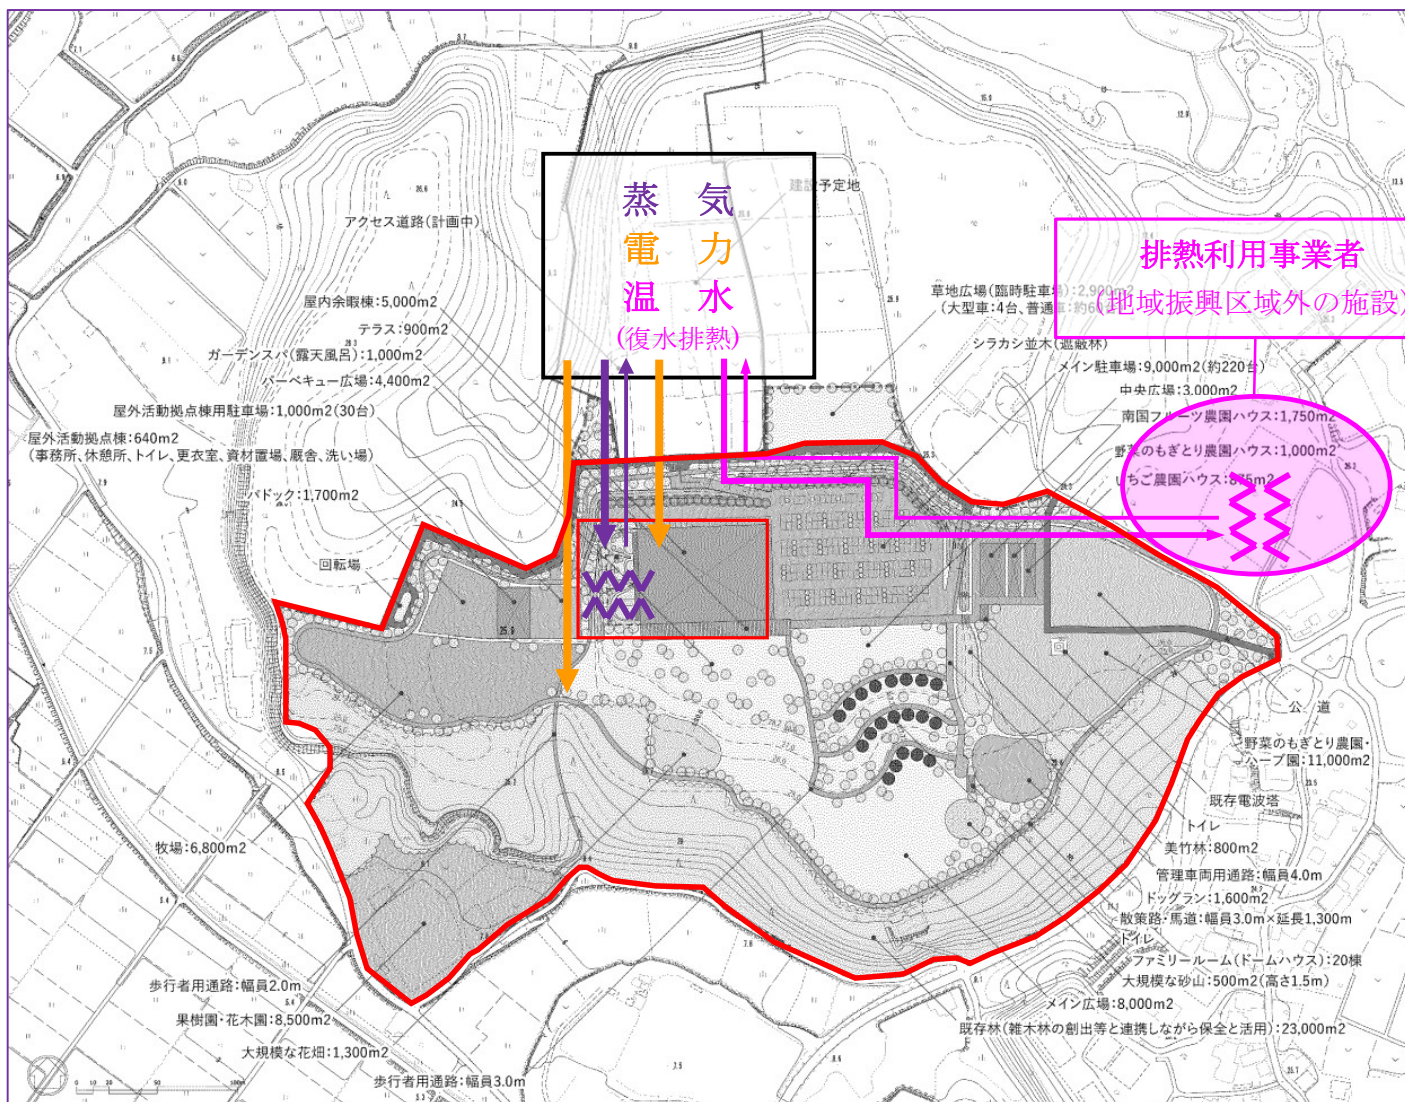 蒸　気
電　力
温　水
(復水排熱)
建設予定地
排熱利用事業者
(地域振興区域外の施設)
アクセス道路(計画中)
屋内余暇棟:5,000m2
テラス:900m2
ガーデンスパ(露天風呂):1,000m2
バーベキュー広場:4,400m2
屋外活動拠点棟用駐車場:1,000m2(30台)
屋外活動拠点棟:640m2
(事務所、休憩所、トイレ、更衣室、資材置場、厩舎、洗い場)
パドック:1,700m2
回転場
草地広場(臨時駐車場):2,900m2
(大型車:4台、普通車:約60
シラカシ並木(遮蔽林)
メイン駐車場:9,000m2(約220台)
中央広場:3,000m2
南国フルーツ農園ハウス:1,750m2
野菜のもぎとり農園ハウス:1,000m2
いちご農園ハウス:875m2
公　道
野菜のもぎとり農園・
ハーブ園:11,000m2
既存電波塔
トイレ
美竹林:800m2
管理車両用通路:幅員4.0m
ドッグラン:1,600m2
散策路・馬道:幅員3.0m×延長1,300m
トイレ
ファミリールーム(ドームハウス):20棟
大規模な砂山:500m2(高さ1.5m)
メイン広場:8,000m2
既存林(雑木林の創出等と連携しながら保全と活用):23,000m2
牧場:6,800m2
歩行者用通路:幅員2.0m
果樹園・花木園:8,500m2
大規模な花畑:1,300m2
歩行者用通路:幅員3.0m
0 10 20 50 100m